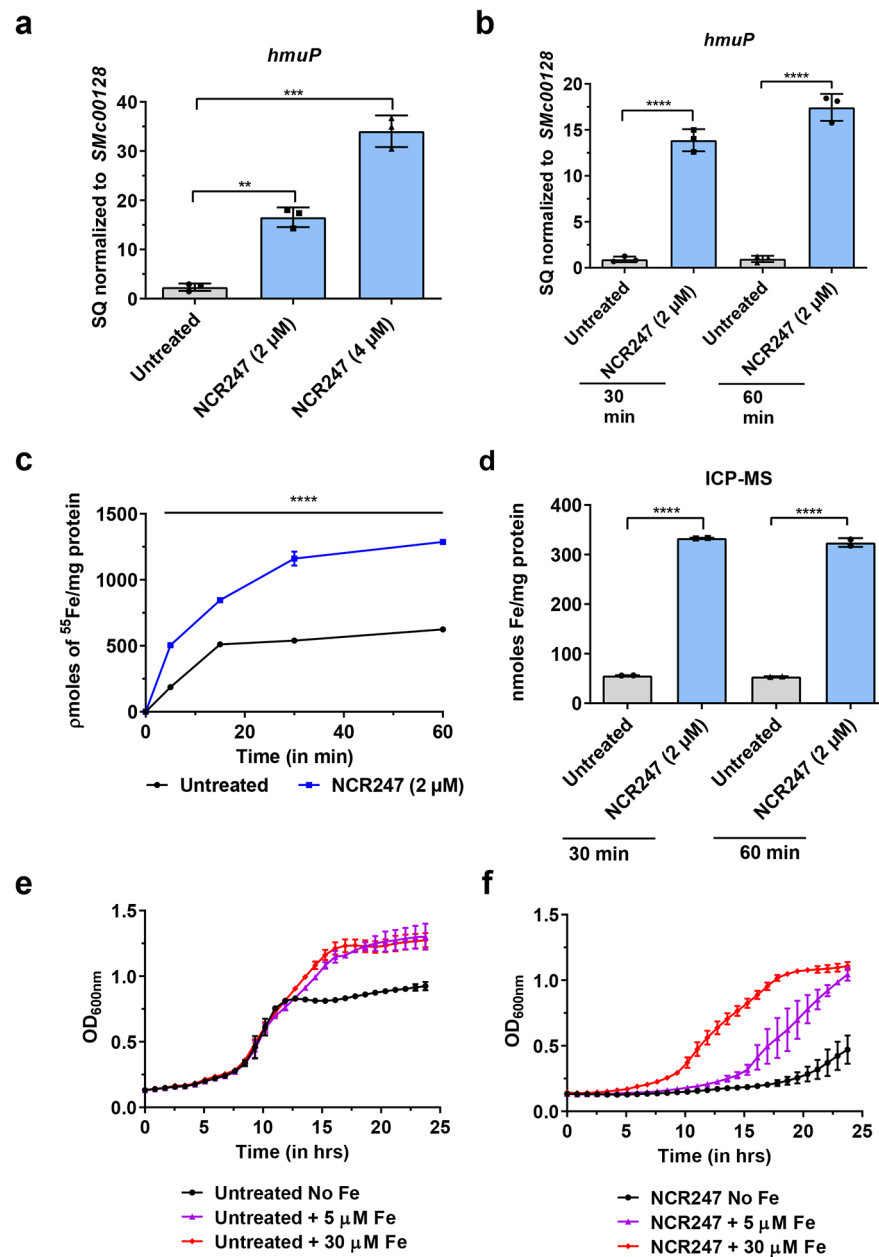 a
hmuP
SQ normalized to SMc00128
40
30
20
10
0
***
**
Untreated
NCR247 (2 µM)
NCR247 (4 µM)
b
hmuP
SQ normalized to SMc00128
20
15
10
5
0
****
****
Untreated
NCR247 (2 µM)
Untreated
NCR247 (2 µM)
30 min
60 min
c
ρmoles of 55Fe/mg protein
1500
1000
500
0
****
0 20 40 60
Time (in min)
Untreated NCR247 (2 µM)
d
ICP-MS
nmoles Fe/mg protein
400
300
200
100
0
****
****
Untreated
NCR247 (2 µM)
Untreated
NCR247 (2 µM)
30 min
60 min
e
OD600nm
1.5
1.0
0.5
0.0
0 5 10 15 20 25
Time (in hrs)
Untreated No Fe
Untreated + 5 µM Fe
Untreated + 30 µM Fe
f
OD600nm
1.5
1.0
0.5
0.0
0 5 10 15 20 25
Time (in hrs)
NCR247 No Fe
NCR247 + 5 µM Fe
NCR247 + 30 µM Fe